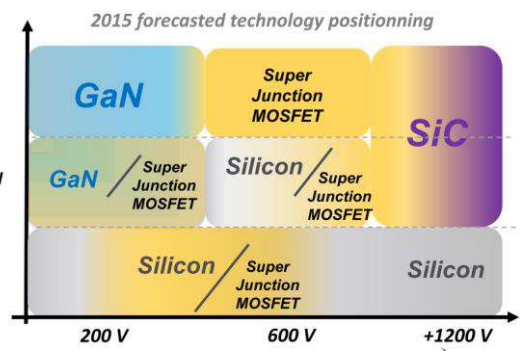 2015 forecasted technology positionning
GaN
Super
Junction
MOSFET
SiC
GaN
Super
Junction
MOSFET
Silicon
Super
Junction
MOSFET
Silicon
Super
Junction
MOSFET
Silicon
200 V
600 V
+1200 V